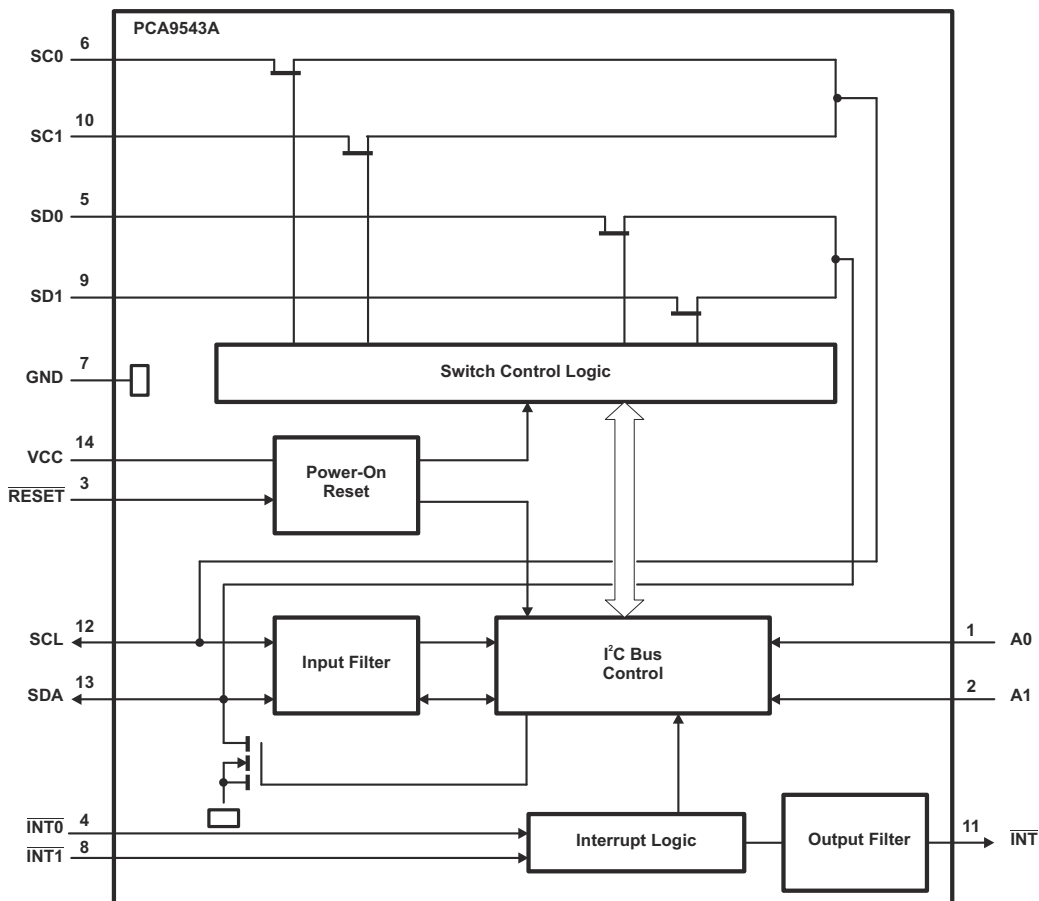 PCA9543A
SC0 6
SC1 10
SD0 5
SD1 9
GND 7
Switch Control Logic
VCC 14
RESET 3
Power-On
Reset
SCL 12
SDA 13
Input Filter
I²C Bus
Control
1 A0
2 A1
INT0 4
INT1 8
Interrupt Logic
Output Filter
11 INT